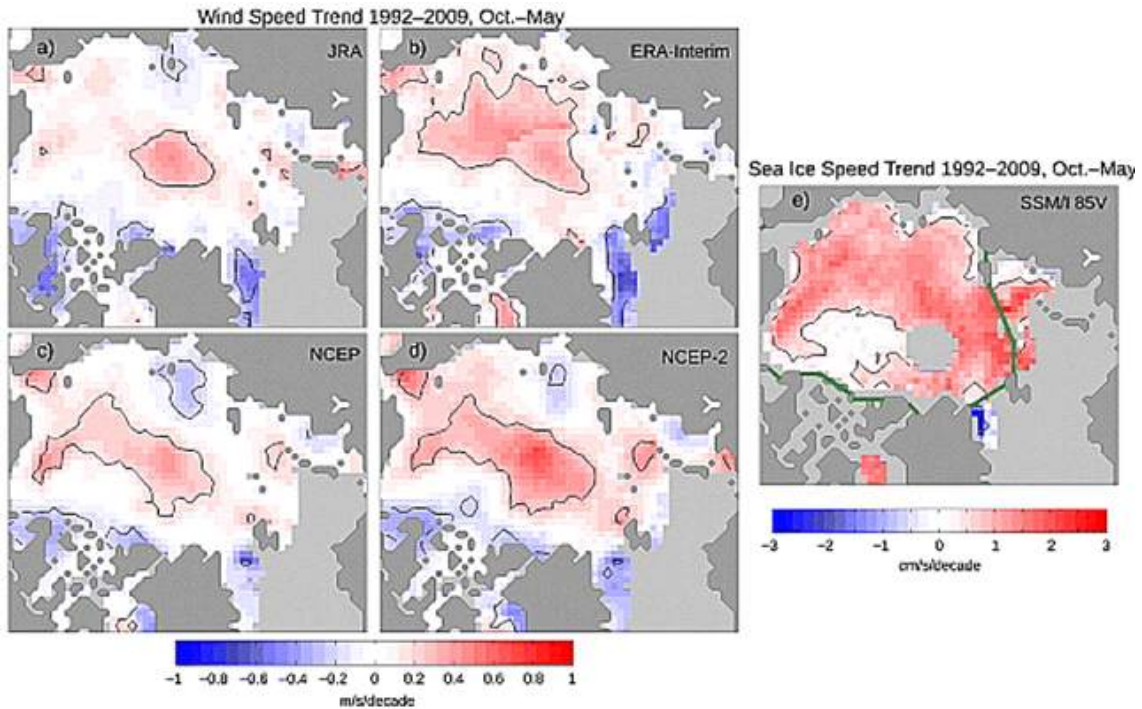 Wind Speed Trend 1992–2009, Oct.–May
a) JRA
b) ERA-Interim
c) NCEP
d) NCEP-2
−1 −0.8 −0.6 −0.4 −0.2 0 0.2 0.4 0.6 0.8 1
m/s/decade
Sea Ice Speed Trend 1992–2009, Oct.–May
e) SSM/I 85V
−3 −2 −1 0 1 2 3
cm/s/decade